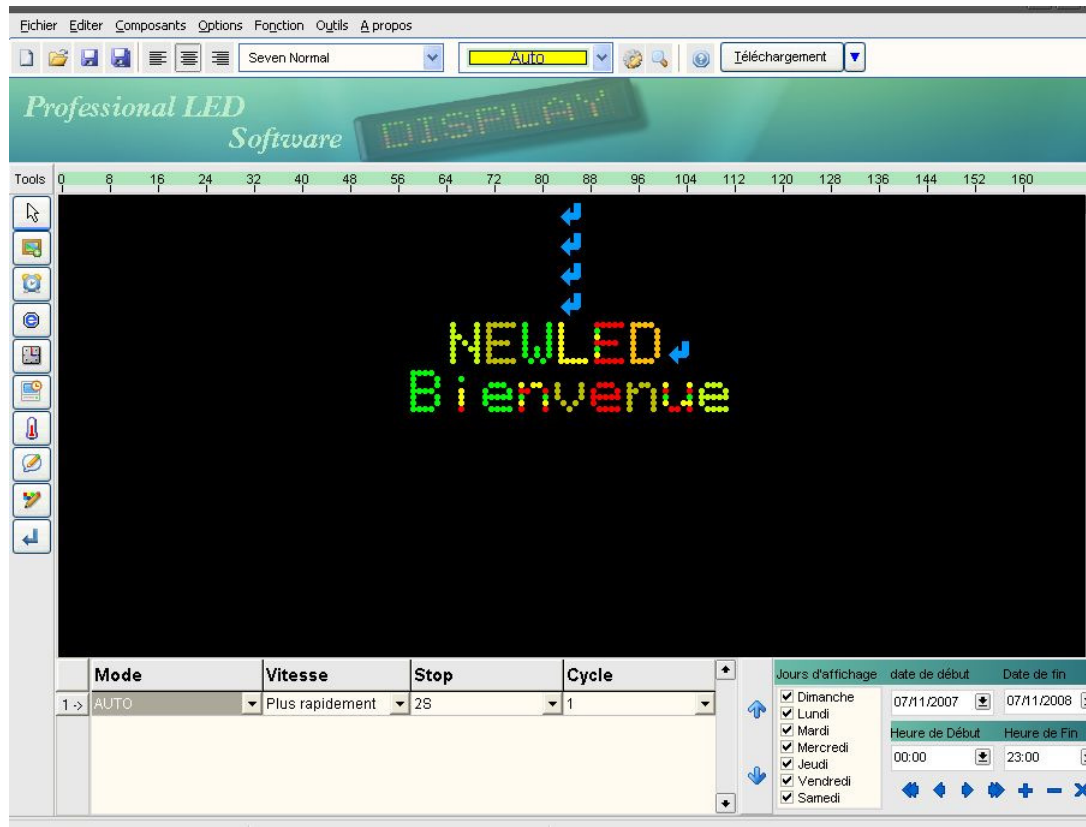 Fichier Editer Composants Options Fonction Outils A propos
Seven Normal Auto Téléchargement
Professional LED
Software
DISPLAY
Tools 0 8 16 24 32 40 48 56 64 72 80 88 96 104 112 120 128 136 144 152 160
NEWLED
Bienvenue
Mode Vitesse Stop Cycle
1 -> AUTO Plus rapidement 2S 1
Jours d'affichage date de début Date de fin
Dimanche 07/11/2007 07/11/2008
Lundi
Mardi Heure de Début Heure de Fin
Mercredi
Jeudi 00:00 23:00
Vendredi
Samedi